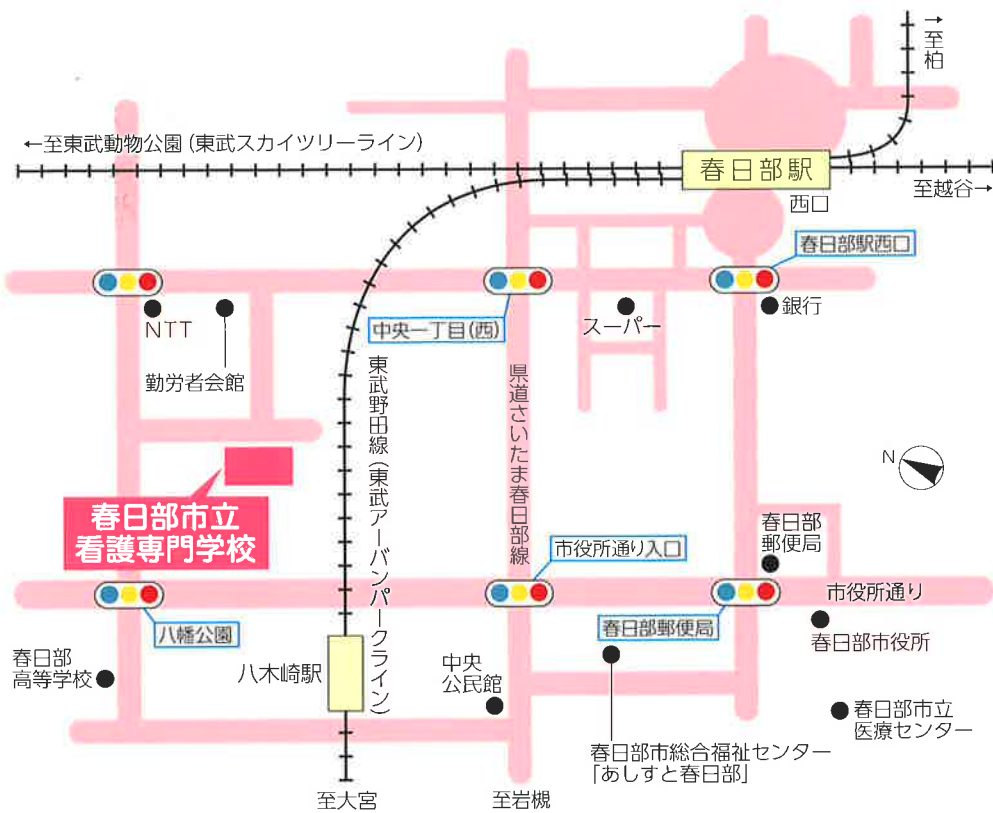 →至柏
←至東武動物公園（東武スカイツリーライン）
春日部駅
至越谷→
西口
春日部駅西口
銀行
スーパー
中央一丁目(西)
NTT
勤労者会館
東武野田線（東武アーバンパークライン）
県道さいたま春日部線
N
春日部市立
看護専門学校
春日部
郵便局
市役所通り入口
市役所通り
八幡公園
春日部郵便局
春日部市役所
春日部
高等学校
八木崎駅
中央
公民館
春日部市立
医療センター
春日部市総合福祉センター
「あしすと春日部」
至大宮
至岩槻